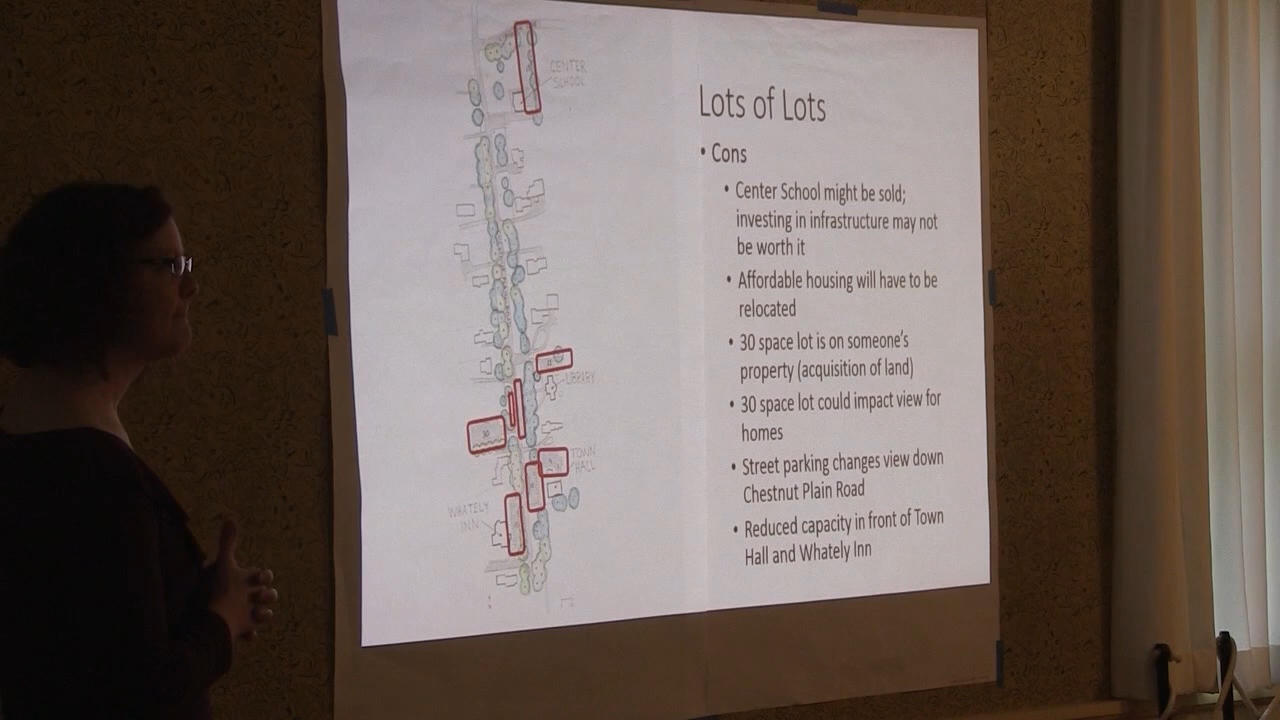 CENTER
SCHOOL
Lots of Lots
• Cons
• Center School might be sold;
investing in infrastructure may not
be worth it
• Affordable housing will have to be
relocated
• 30 space lot is on someone's
property (acquisition of land)
• 30 space lot could impact view for
homes
• Street parking changes view down
Chestnut Plain Road
• Reduced capacity in front of Town
Hall and Whately Inn
LIBRARY
30
TOWN
HALL
WHATELY
INN